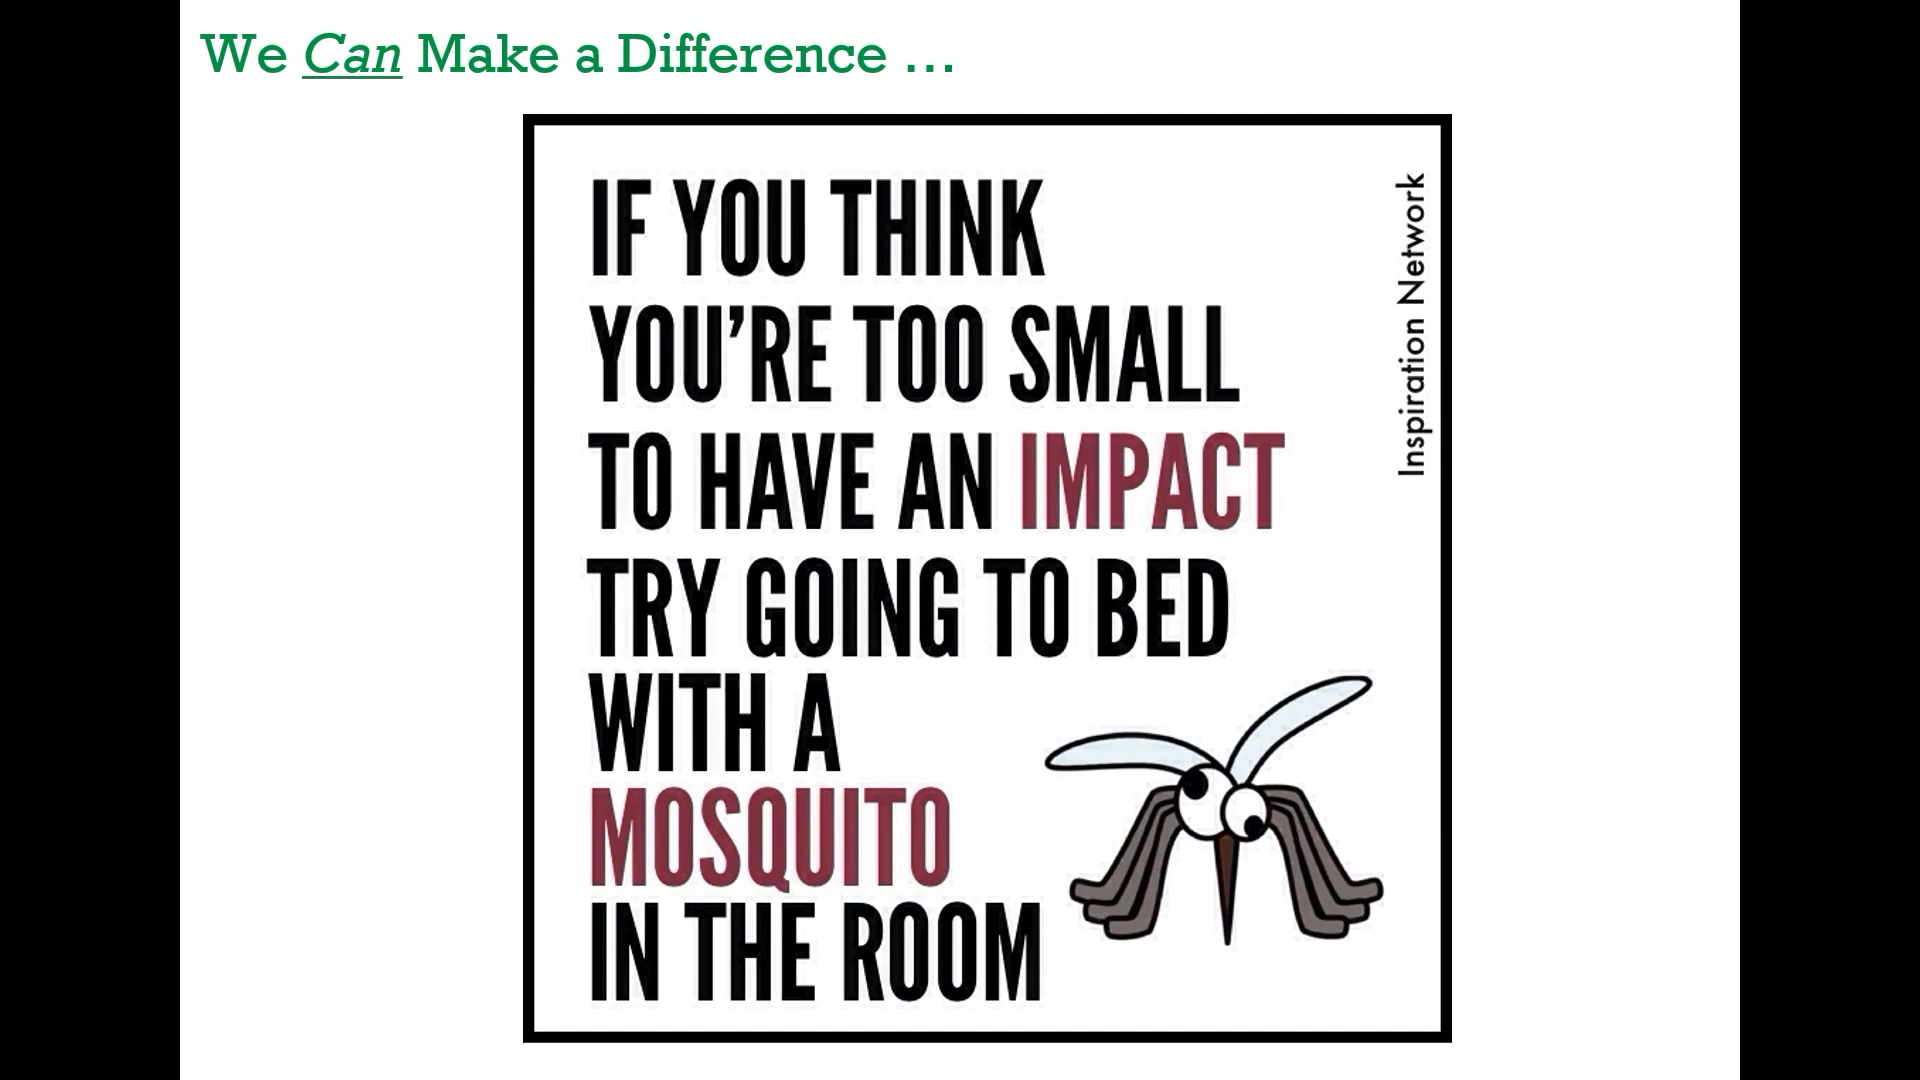 We Can Make a Difference …
IF YOU THINK
YOU’RE TOO SMALL
TO HAVE AN IMPACT
TRY GOING TO BED
WITH A
MOSQUITO
IN THE ROOM
Inspiration Network